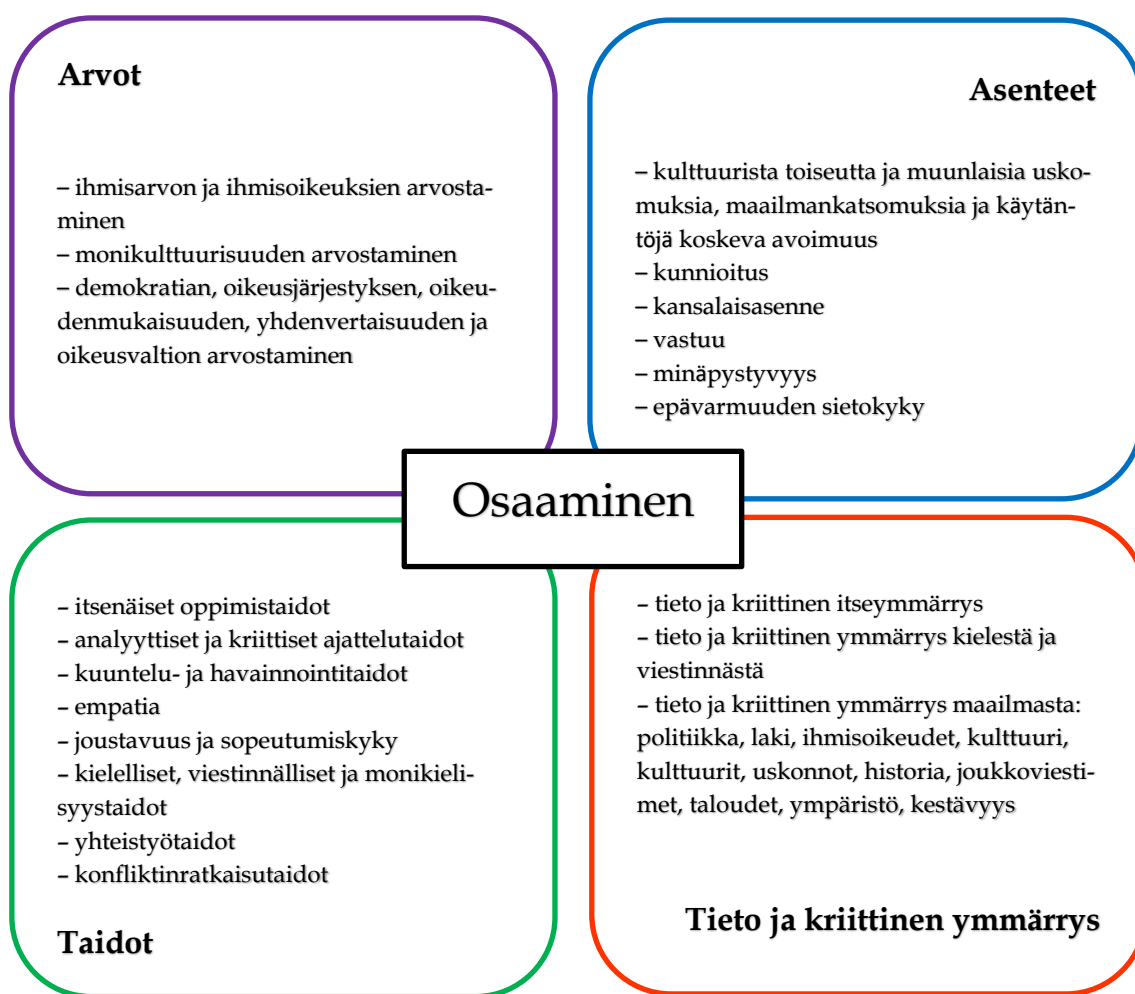 Arvot
– ihmisarvon ja ihmisoikeuksien arvosta-
minen
– monikulttuurisuuden arvostaminen
– demokratian, oikeusjärjestyksen, oikeu-
denmukaisuuden, yhdenvertaisuuden ja
oikeusvaltion arvostaminen
Asenteet
– kulttuurista toiseutta ja muunlaisia usko-
muksia, maailmankatsomuksia ja käytän-
töjä koskeva avoimuus
– kunnioitus
– kansalaisasenne
– vastuu
– minäpystyvyys
– epävarmuuden sietokyky
Osaaminen
– itsenäiset oppimistaidot
– analyyttiset ja kriittiset ajattelutaidot
– kuuntelu- ja havainnointitaidot
– empatia
– joustavuus ja sopeutumiskyky
– kielelliset, viestinnälliset ja monikieli-
syystaidot
– yhteistyötaidot
– konfliktinratkaisutaidot
Taidot
– tieto ja kriittinen itseymmärrys
– tieto ja kriittinen ymmärrys kielestä ja
viestinnästä
– tieto ja kriittinen ymmärrys maailmasta:
politiikka, laki, ihmisoikeudet, kulttuuri,
kulttuurit, uskonnot, historia, joukkoviesti-
met, taloudet, ympäristö, kestävyys
Tieto ja kriittinen ymmärrys